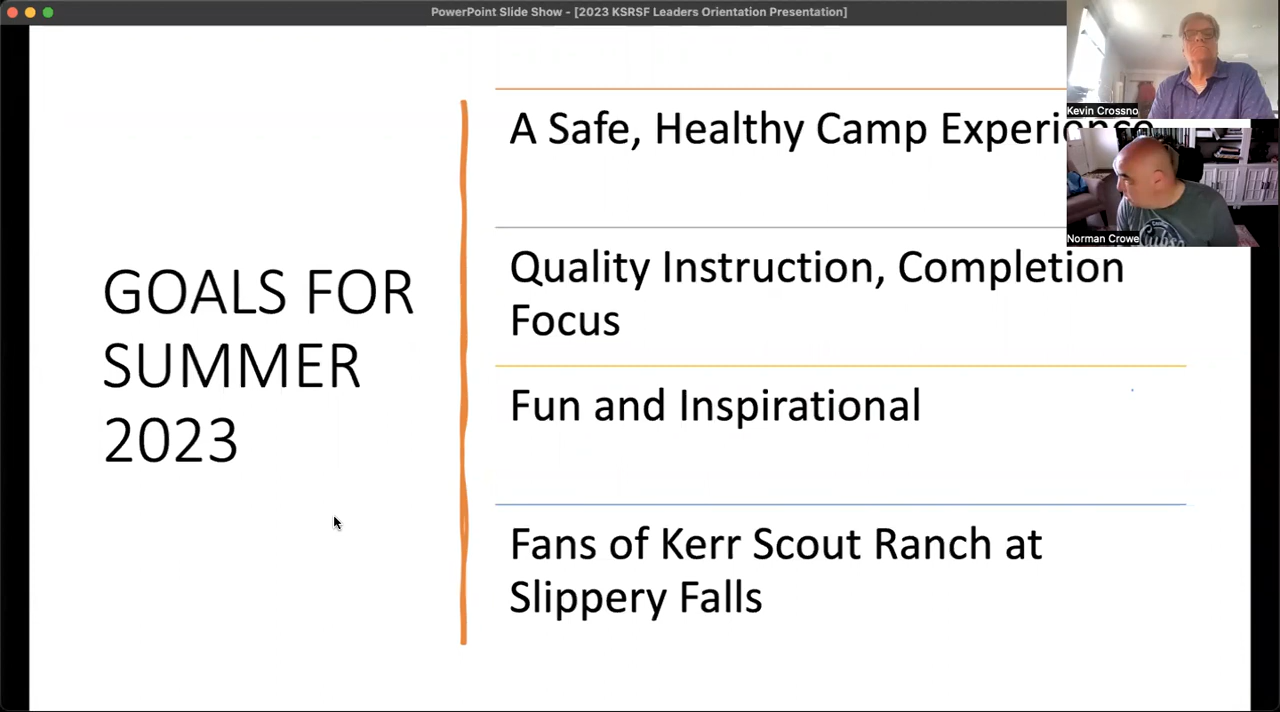 PowerPoint Slide Show - [2023 KSRSF Leaders Orientation Presentation]
Kevin Crossno
Norman Crowe
GOALS FOR
SUMMER
2023
A Safe, Healthy Camp Experience
Quality Instruction, Completion
Focus
Fun and Inspirational
Fans of Kerr Scout Ranch at
Slippery Falls